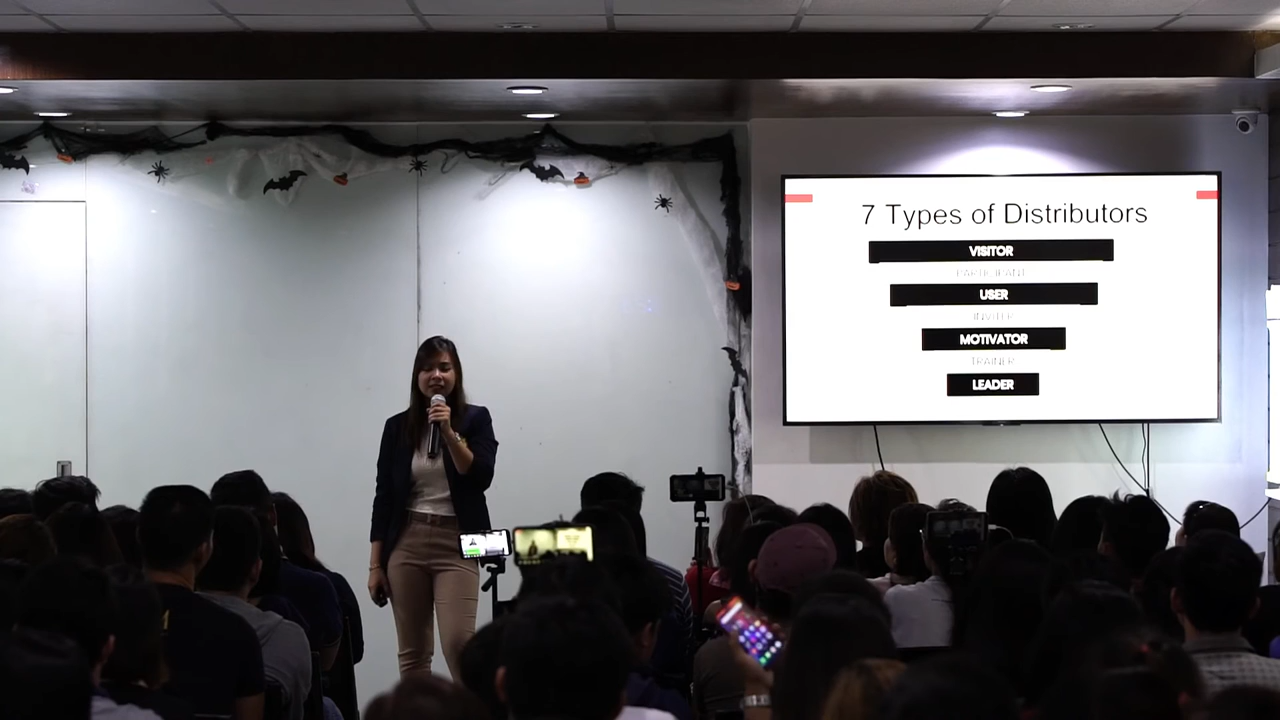 7 Types of Distributors
VISITOR
PARTICIPANT
USER
INVITER
MOTIVATOR
TRAINER
LEADER